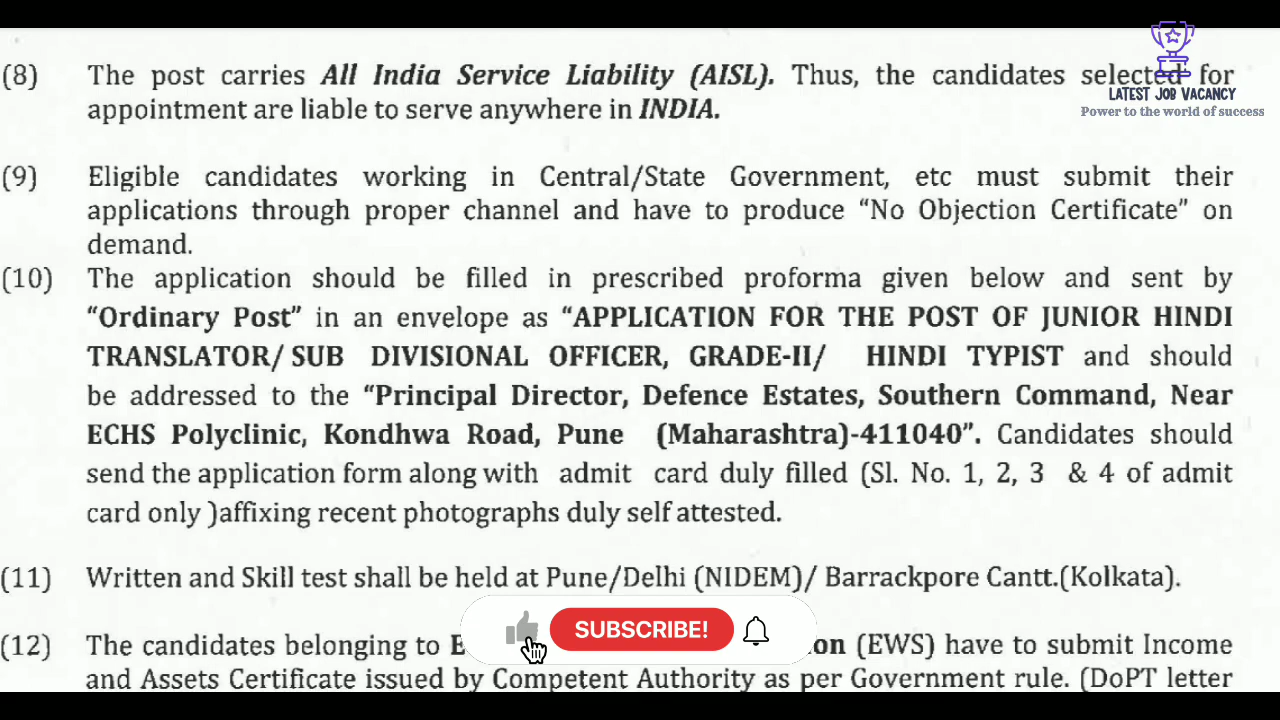 (8) The post carries All India Service Liability (AISL). Thus, the candidates selected for
appointment are liable to serve anywhere in INDIA.
LATEST JOB VACANCY
Power to the world of success
(9) Eligible candidates working in Central/State Government, etc must submit their
applications through proper channel and have to produce “No Objection Certificate” on
demand.
(10) The application should be filled in prescribed proforma given below and sent by
“Ordinary Post” in an envelope as “APPLICATION FOR THE POST OF JUNIOR HINDI
TRANSLATOR/ SUB DIVISIONAL OFFICER, GRADE-II/ HINDI TYPIST and should
be addressed to the “Principal Director, Defence Estates, Southern Command, Near
ECHS Polyclinic, Kondhwa Road, Pune (Maharashtra)-411040”. Candidates should
send the application form along with admit card duly filled (Sl. No. 1, 2, 3 & 4 of admit
card only )affixing recent photographs duly self attested.
(11) Written and Skill test shall be held at Pune/Delhi (NIDEM)/ Barrackpore Cantt.(Kolkata).
SUBSCRIBE!
(12) The candidates belonging to (EWS) have to submit Income
and Assets Certificate issued by Competent Authority as per Government rule. (DoPT letter